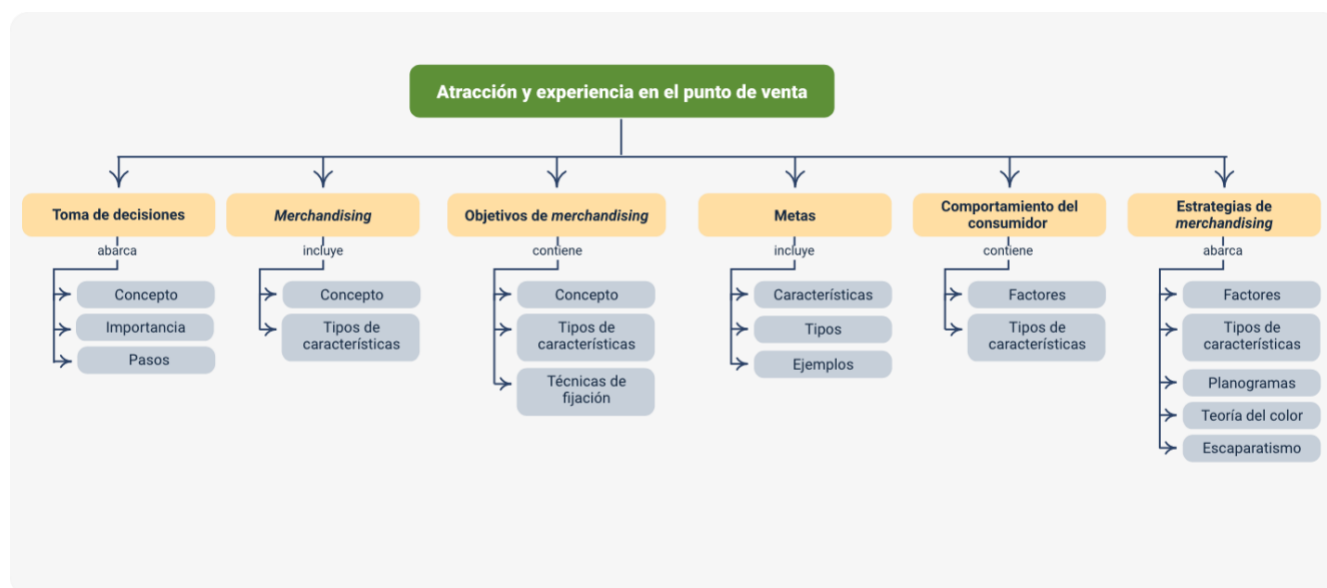 Atracción y experiencia en el punto de venta
Toma de decisiones
abarca
Concepto
Importancia
Pasos
Merchandising
incluye
Concepto
Tipos de
características
Objetivos de merchandising
contiene
Concepto
Tipos de
características
Técnicas de
fijación
Metas
incluye
Características
Tipos
Ejemplos
Comportamiento del
consumidor
contiene
Factores
Tipos de
características
Estrategias de
merchandising
abarca
Factores
Tipos de
características
Planogramas
Teoría del color
Escaparatismo